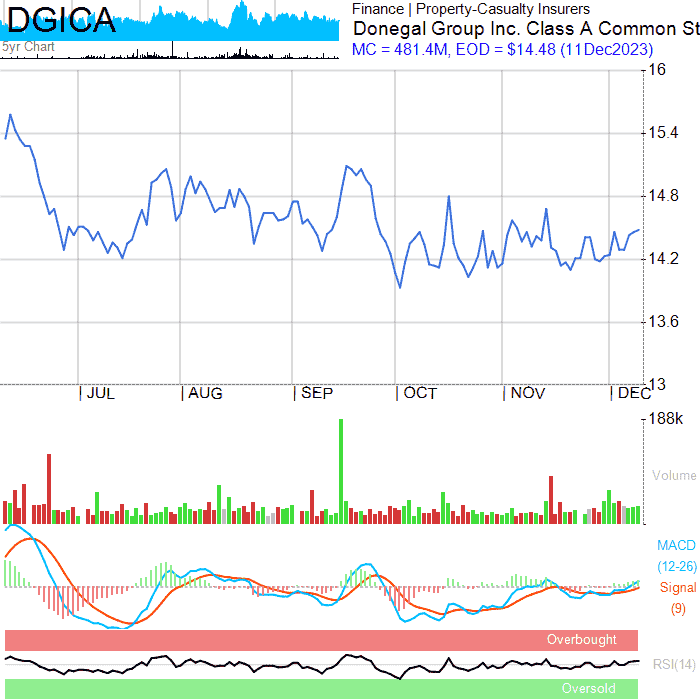 DGICA
5yr Chart
Finance | Property-Casualty Insurers
Donegal Group Inc. Class A Common St
MC = 481.4M, EOD = $14.48 (11Dec2023)
16
15.4
14.8
14.2
13.6
13
JUL AUG SEP OCT NOV DEC
188k
Volume
MACD
(12-26)
Signal
(9)
Overbought
RSI(14)
Oversold